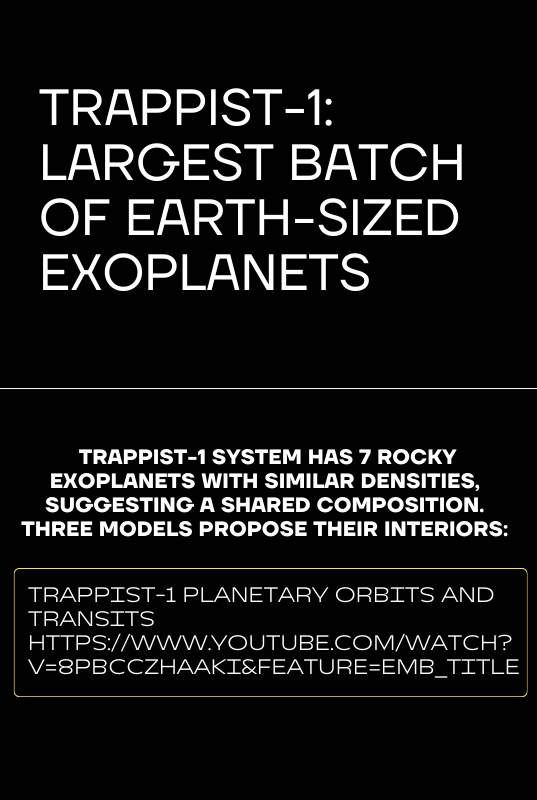 TRAPPIST-1:
LARGEST BATCH
OF EARTH-SIZED
EXOPLANETS
TRAPPIST-1 SYSTEM HAS 7 ROCKY
EXOPLANETS WITH SIMILAR DENSITIES,
SUGGESTING A SHARED COMPOSITION.
THREE MODELS PROPOSE THEIR INTERIORS:
TRAPPIST-1 PLANETARY ORBITS AND
TRANSITS
HTTPS://WWW.YOUTUBE.COM/WATCH?
V=8PBCCZHAAKI&FEATURE=EMB_TITLE